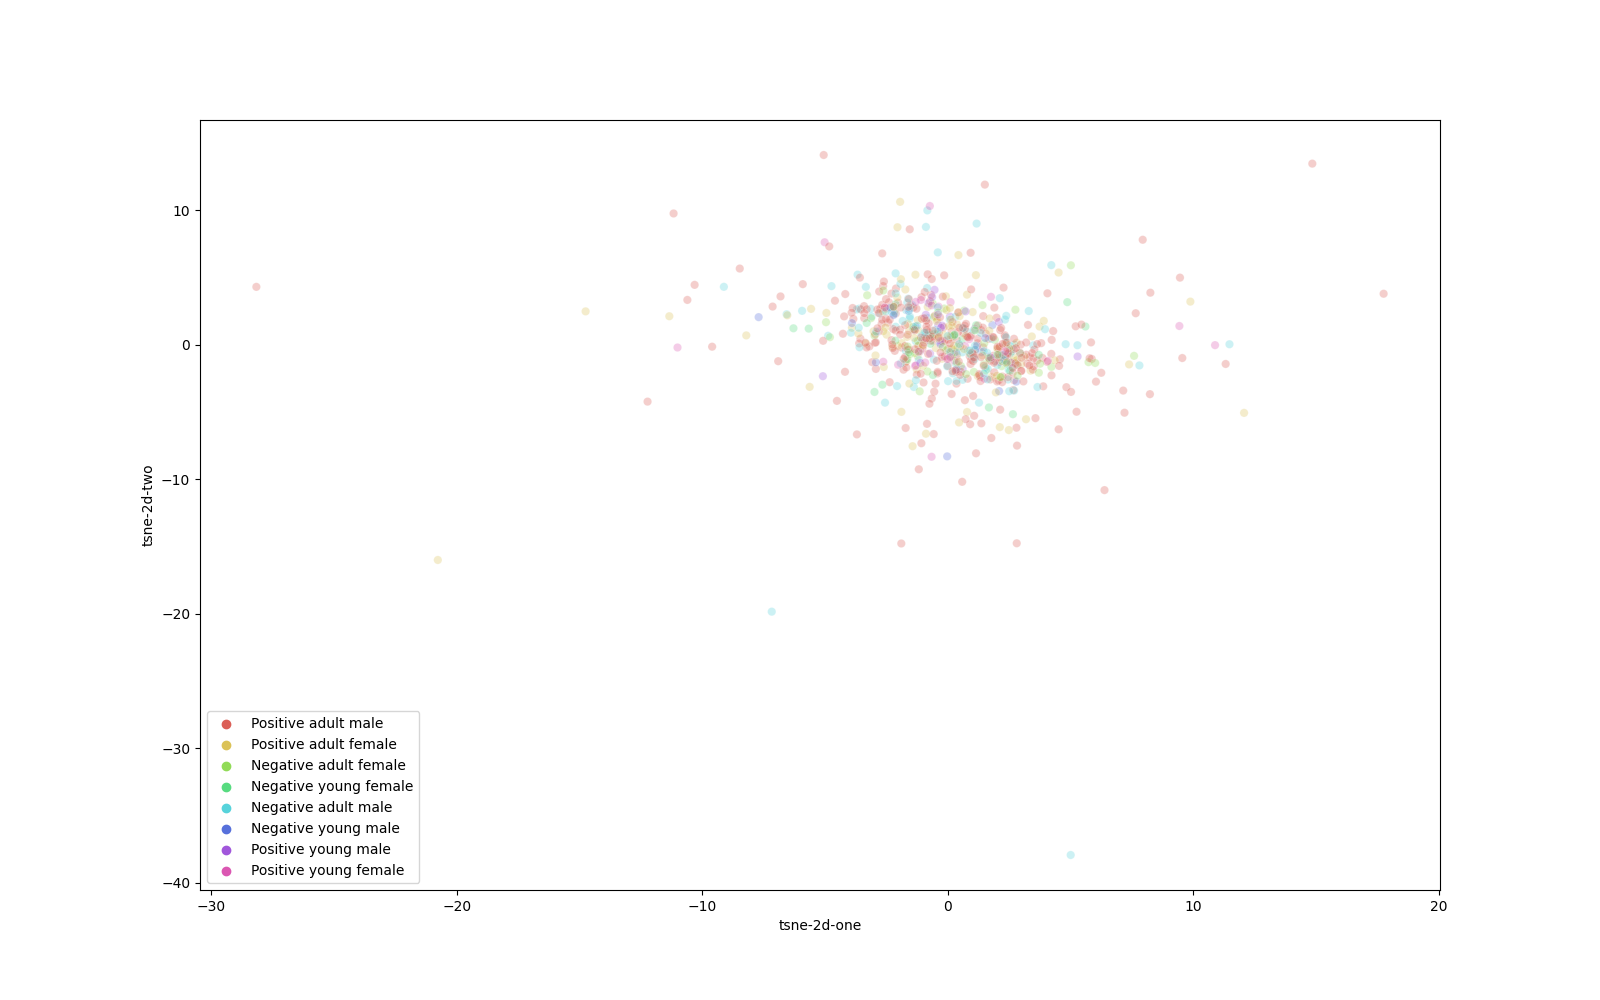 10
0
−10
−20
−30
−40
tsne-2d-two
Positive adult male
Positive adult female
Negative adult female
Negative young female
Negative adult male
Negative young male
Positive young male
Positive young female
−30
−20
−10
0
10
20
tsne-2d-one